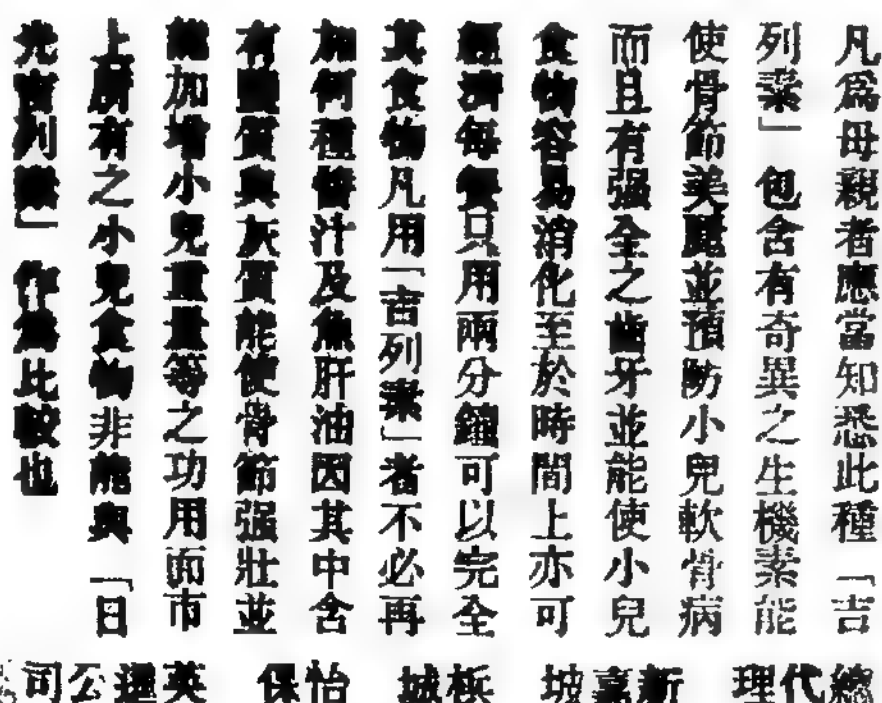 凡爲母親者應當知悉此種「吉
列素」包含有奇異之生機素能
使骨節美麗並預防小兒軟骨病
而且有强全之齒牙並能使小兒
食物容易消化至於時間上亦可
經濟每餐只用兩分鐘可以完全
其食物凡用「吉列素」者不必再
加何種香汁及魚肝油因其中含
有鹽質與灰質能使骨節强壯並
能加增小兒重量等之功用而市
上所有之小兒食物非能與「日
光吉列素」作爲比較也
總代理 新嘉坡 梹城 怡保 英運公司